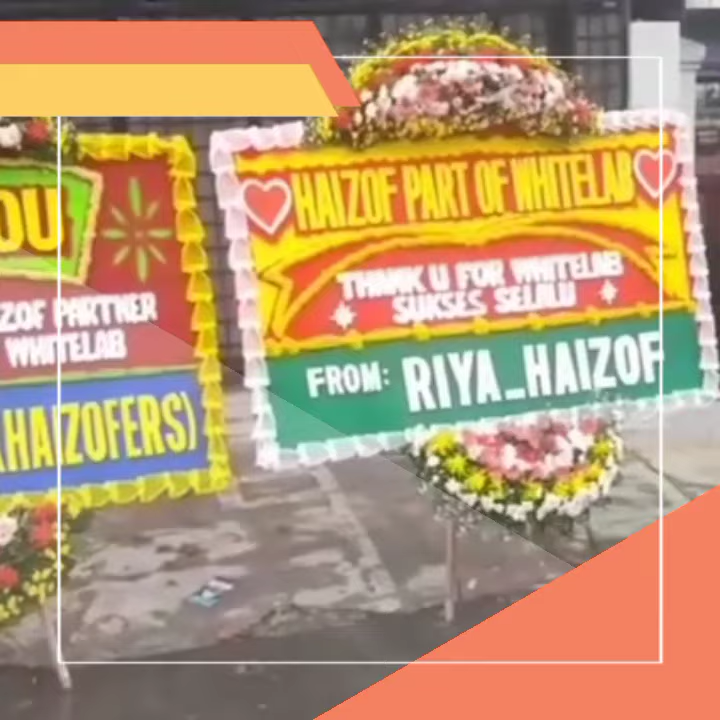 OU
ZOF PARTNER
WHITELAB
(HAIZOFERS)
HAIZOF PART OF WHITELAB
THANK U FOR WHITELAB
SUKSES SELALU
FROM: RIYA_HAIZOF